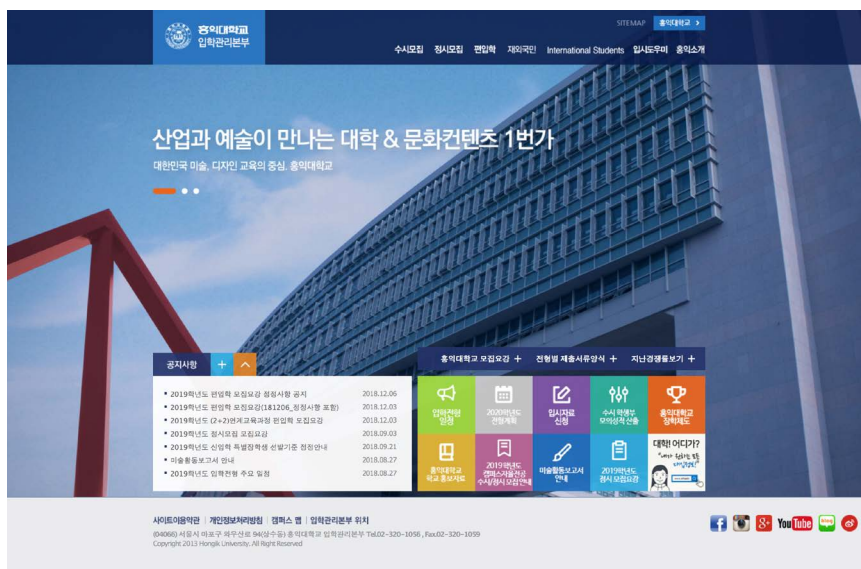 홍익대학교
입학관리본부
SITEMAP 홍익대학교 >
수시모집 정시모집 편입학 재외국민 International Students 입시도우미 홍익소개
산업과 예술이 만나는 대학 & 문화컨텐츠 1번가
대한민국 미술, 디자인 교육의 중심. 홍익대학교
공지사항 +
홍익대학교 모집요강 + 전형별 제출서류양식 + 지난경쟁률보기 +
2019학년도 편입학 모집요강 정정사항 공지 2018.12.06
2019학년도 편입학 모집요강(181206_정정사항 포함) 2018.12.03
2019학년도 (2+2)연계교육과정 편입학 모집요강 2018.12.03
2019학년도 정시모집 모집요강 2018.09.03
2019학년도 신입학 특별장학생 선발기준 정정안내 2018.09.21
미술활동보고서 안내 2018.08.27
2019학년도 입학전형 주요 일정 2018.08.27
입학전형
일정
2020학년도
전형계획
입시자료
신청
수시 학생부
모의성적 산출
홍익대학교
장학제도
홍익대학교
학교 홍보자료
2019학년도
캠퍼스자율전공
수시/정시 모집안내
미술활동보고서
안내
2019학년도
정시 모집요강
대학! 어디가?
사이트이용약관 | 개인정보처리방침 | 캠퍼스 맵 | 입학관리본부 위치
(04066) 서울시 마포구 와우산로 94(상수동) 홍익대학교 입학관리본부 Tel.02-320-1056 , Fax.02-320-1059
Copyright 2013 Hongik University. All Right Reserved
You Tube